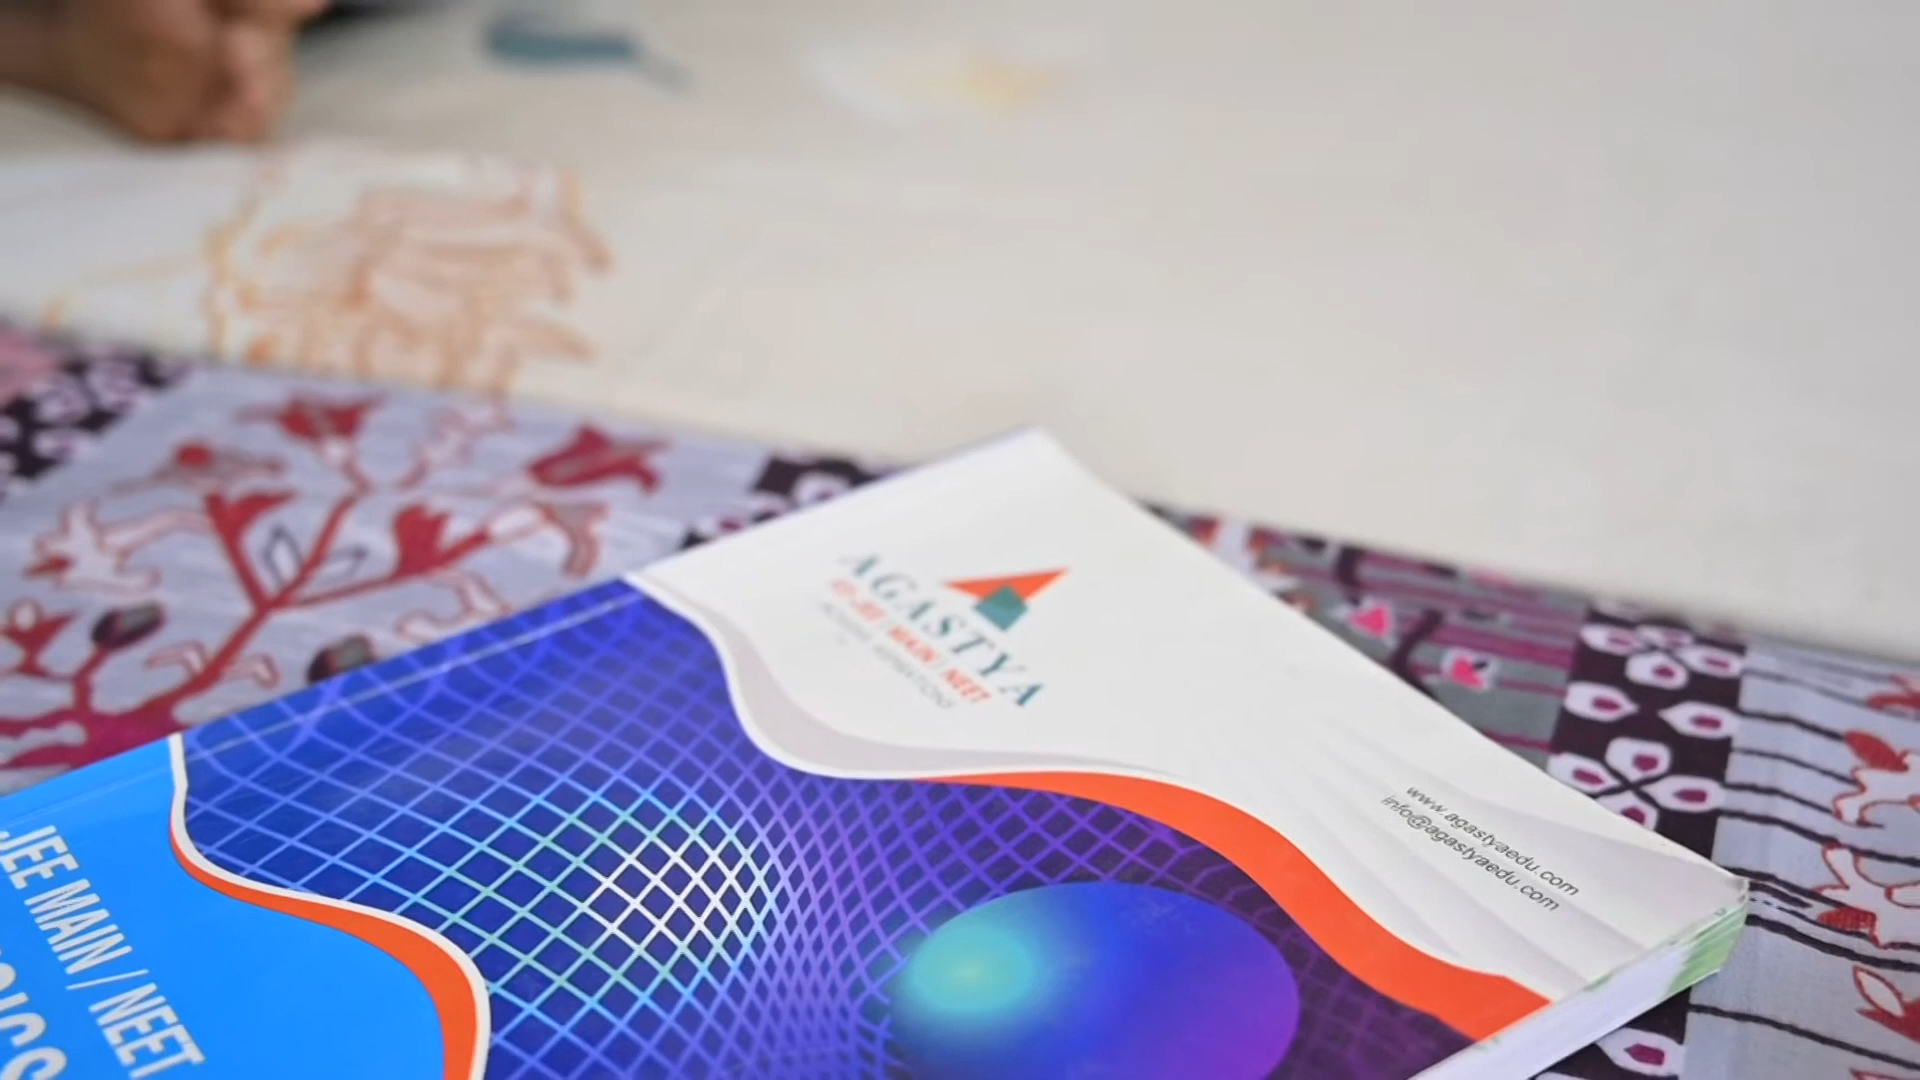 AGASTYA
IIT-JEE MAIN / NEET
www.agastyaedu.com
info@agastyaedu.com
JEE MAIN / NEET